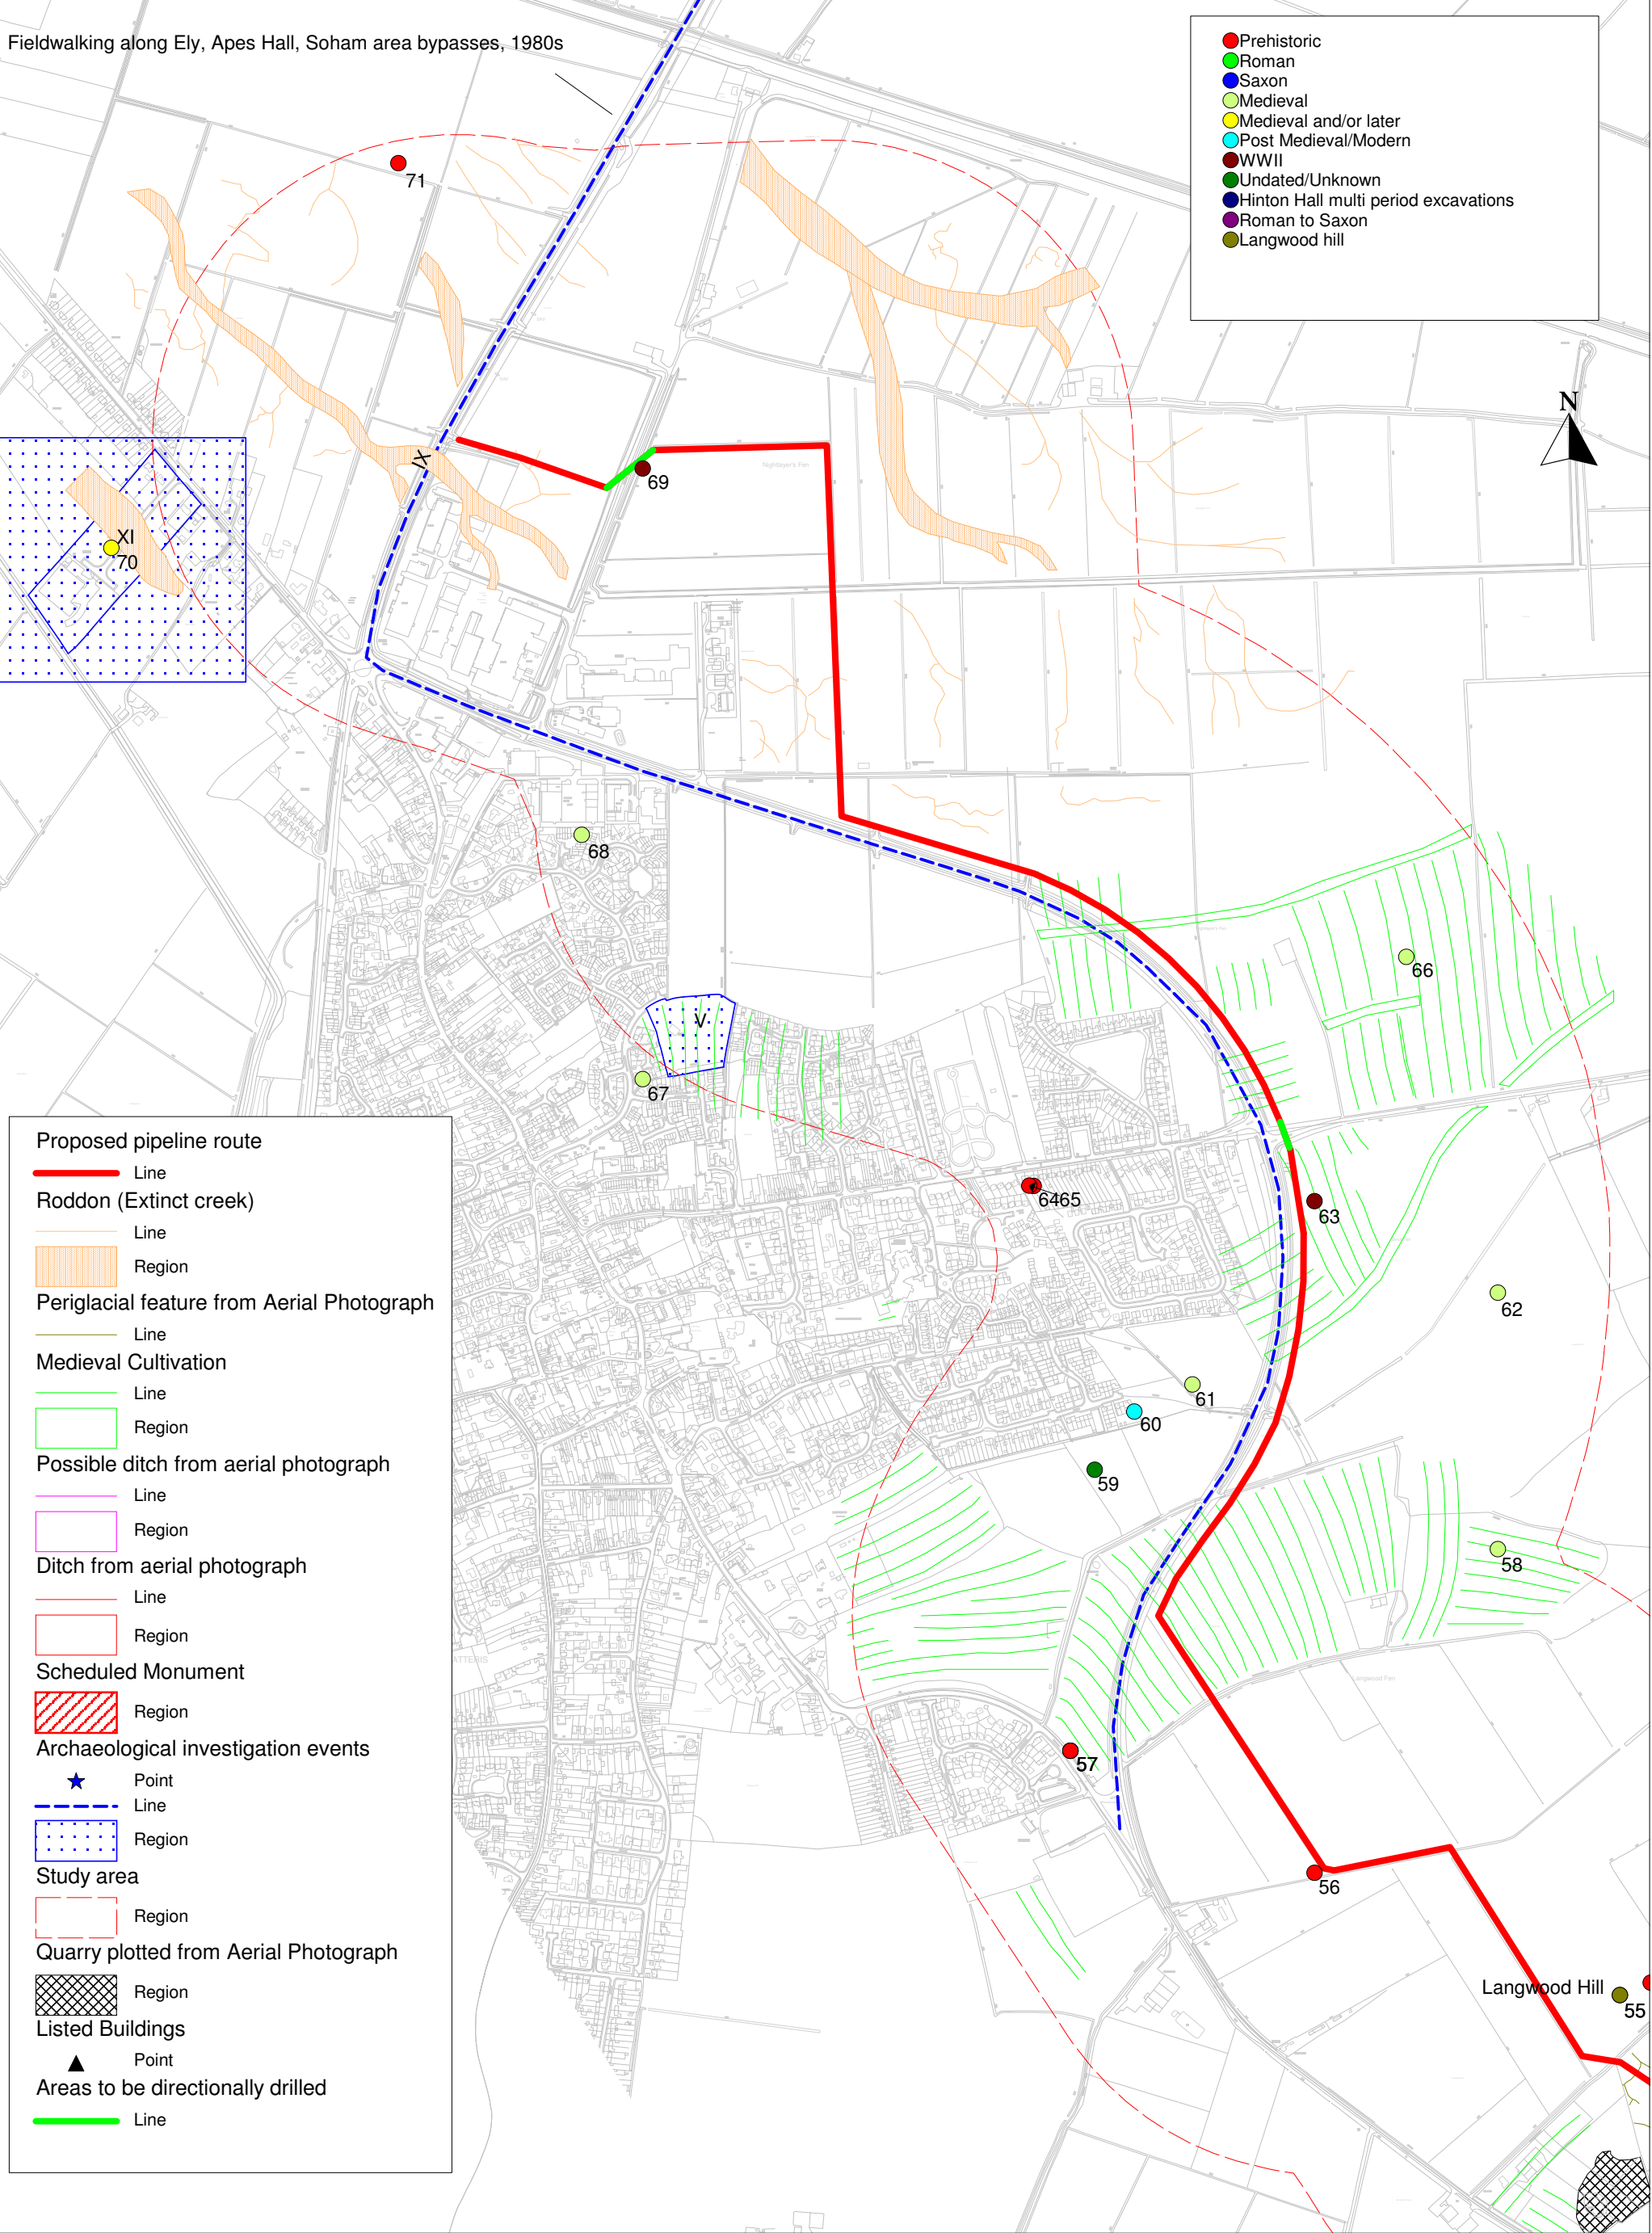 Fieldwalking along Ely, Apes Hall, Soham area bypasses, 1980s
Prehistoric
Roman
Saxon
Medieval
Medieval and/or later
Post Medieval/Modern
WWII
Undated/Unknown
Hinton Hall multi period excavations
Roman to Saxon
Langwood hill
N
71
IX
69
Nightlayer's Fen
XI
70
68
66
V
67
6465
63
62
61
60
59
58
57
56
Langwood Fen
Langwood Hill
55
ATTERIS
Proposed pipeline route
Line
Roddon (Extinct creek)
Line
Region
Periglacial feature from Aerial Photograph
Line
Medieval Cultivation
Line
Region
Possible ditch from aerial photograph
Line
Region
Ditch from aerial photograph
Line
Region
Scheduled Monument
Region
Archaeological investigation events
Point
Line
Region
Study area
Region
Quarry plotted from Aerial Photograph
Region
Listed Buildings
Point
Areas to be directionally drilled
Line